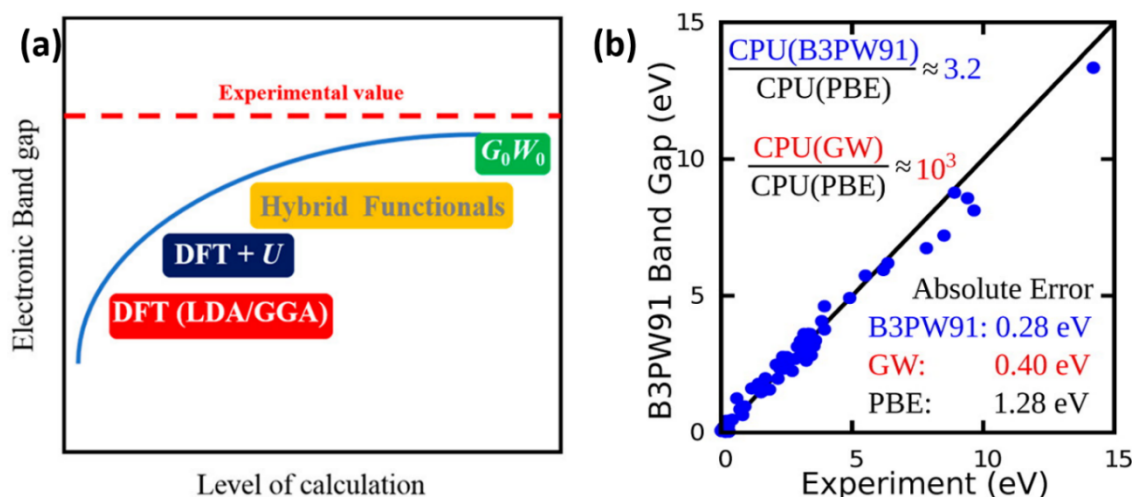 (a)
Experimental value
G₀W₀
Hybrid Functionals
DFT + U
DFT (LDA/GGA)
Electronic Band gap
Level of calculation
(b)
B3PW91 Band Gap (eV)
15
10
5
0
CPU(B3PW91)
CPU(PBE)
≈ 3.2
CPU(GW)
CPU(PBE)
≈ 10³
Absolute Error
B3PW91: 0.28 eV
GW: 0.40 eV
PBE: 1.28 eV
0 5 10 15
Experiment (eV)